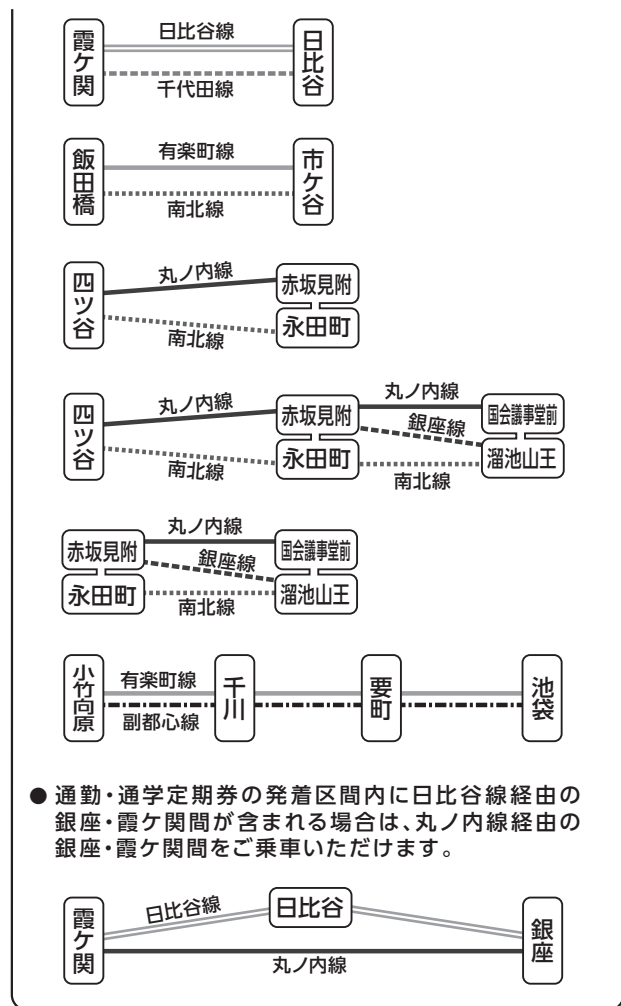 日比谷線
霞ケ関
日比谷
千代田線
有楽町線
飯田橋
市ケ谷
南北線
丸ノ内線
赤坂見附
四ツ谷
永田町
南北線
丸ノ内線
丸ノ内線
赤坂見附
国会議事堂前
四ツ谷
銀座線
永田町
溜池山王
南北線
南北線
丸ノ内線
赤坂見附
国会議事堂前
銀座線
永田町
溜池山王
南北線
小竹向原
有楽町線
千川
要町
池袋
副都心線
● 通勤・通学定期券の発着区間内に日比谷線経由の
銀座・霞ケ関間が含まれる場合は、丸ノ内線経由の
銀座・霞ケ関間をご乗車いただけます。
日比谷線
日比谷
霞ケ関
銀座
丸ノ内線